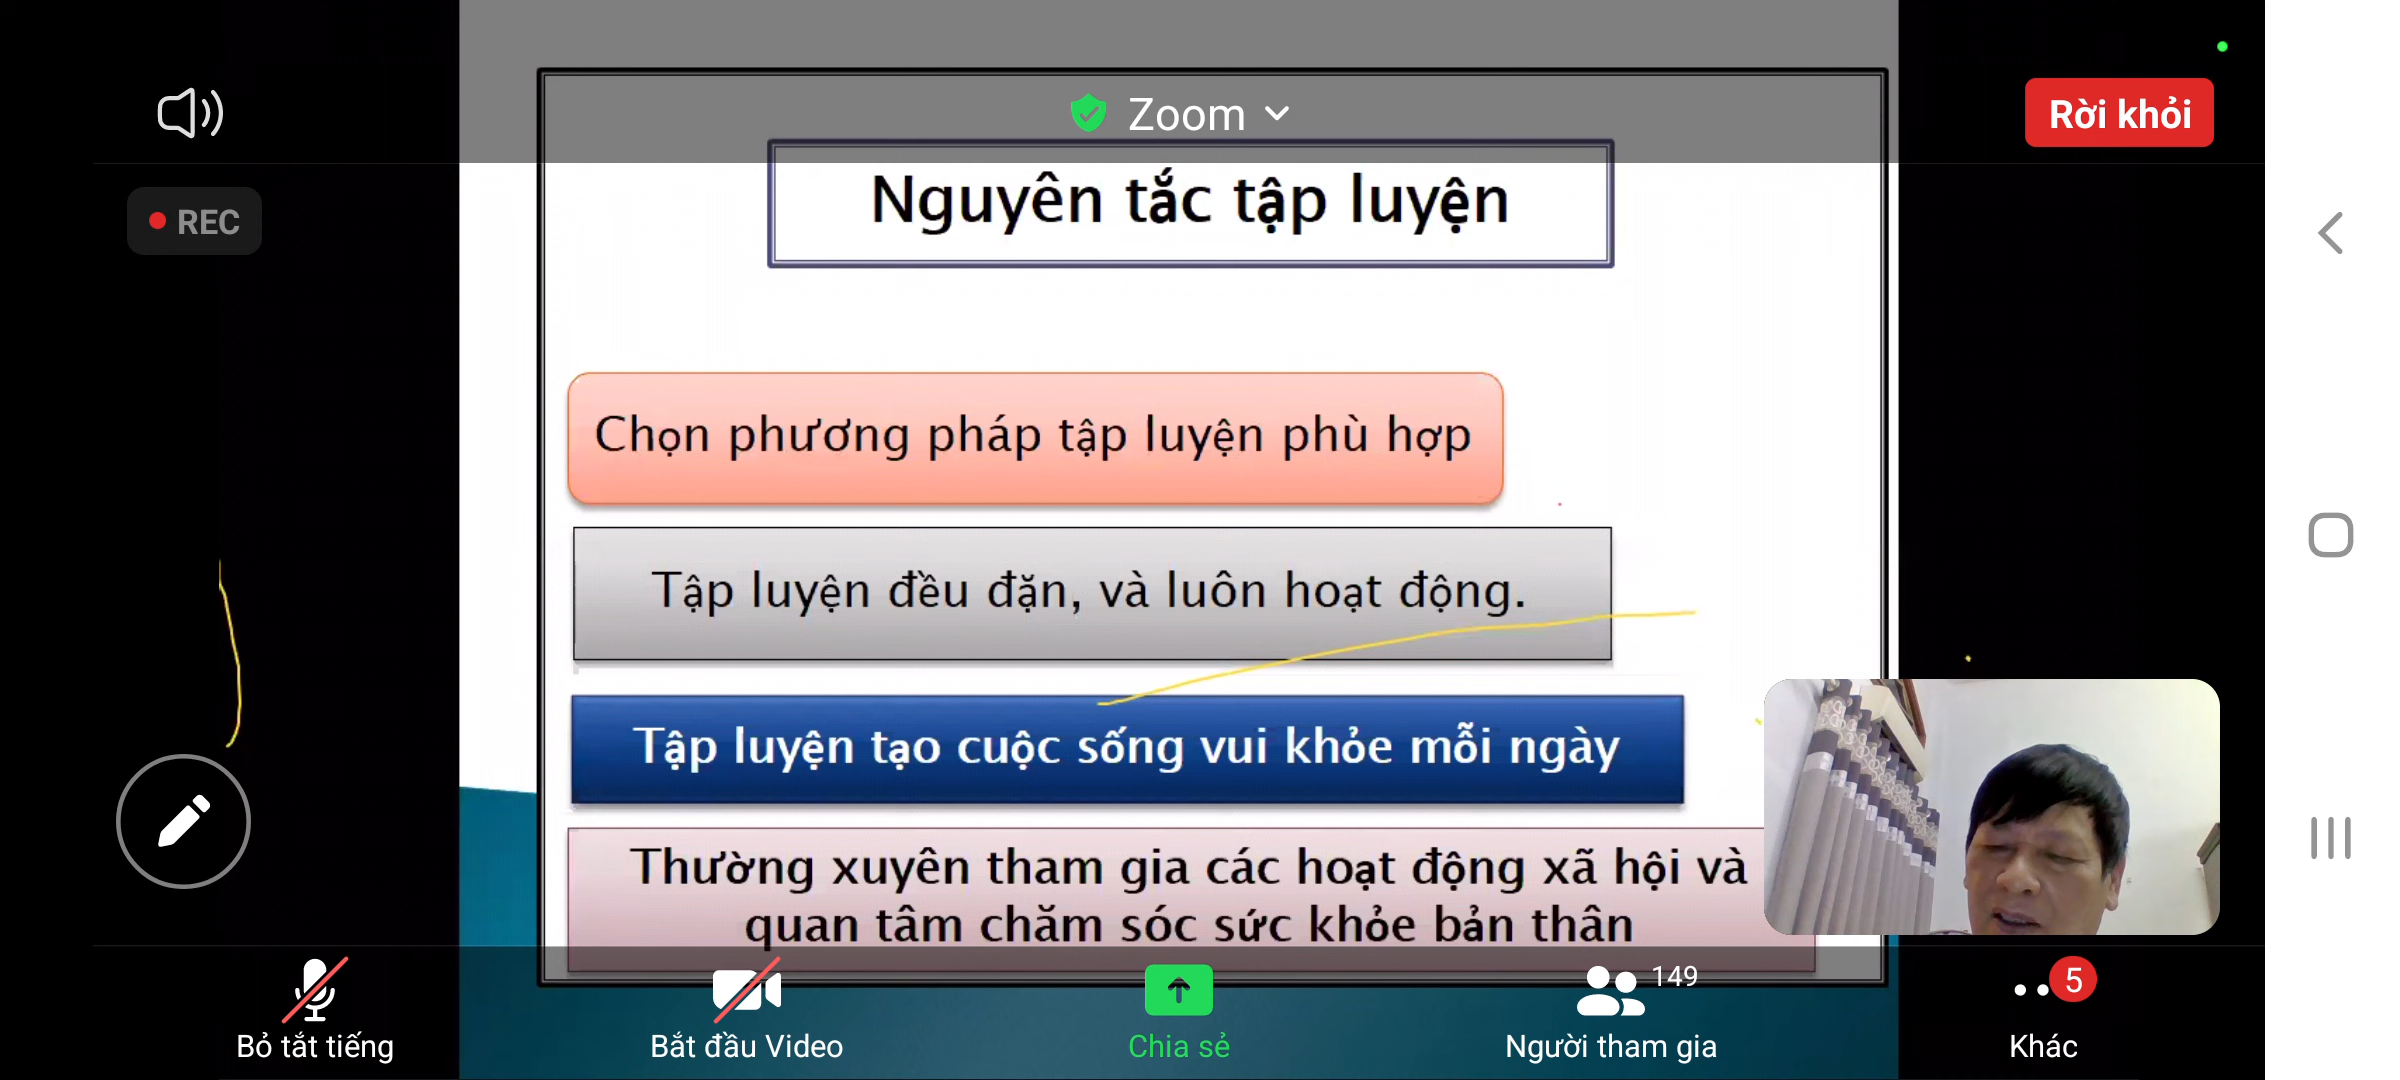 Zoom
Rời khỏi
REC
Nguyên tắc tập luyện
Chọn phương pháp tập luyện phù hợp
Tập luyện đều đặn, và luôn hoạt động.
Tập luyện tạo cuộc sống vui khỏe mỗi ngày
Thường xuyên tham gia các hoạt động xã hội và
quan tâm chăm sóc sức khỏe bản thân
149
5
Bỏ tắt tiếng
Bắt đầu Video
Chia sẻ
Người tham gia
Khác